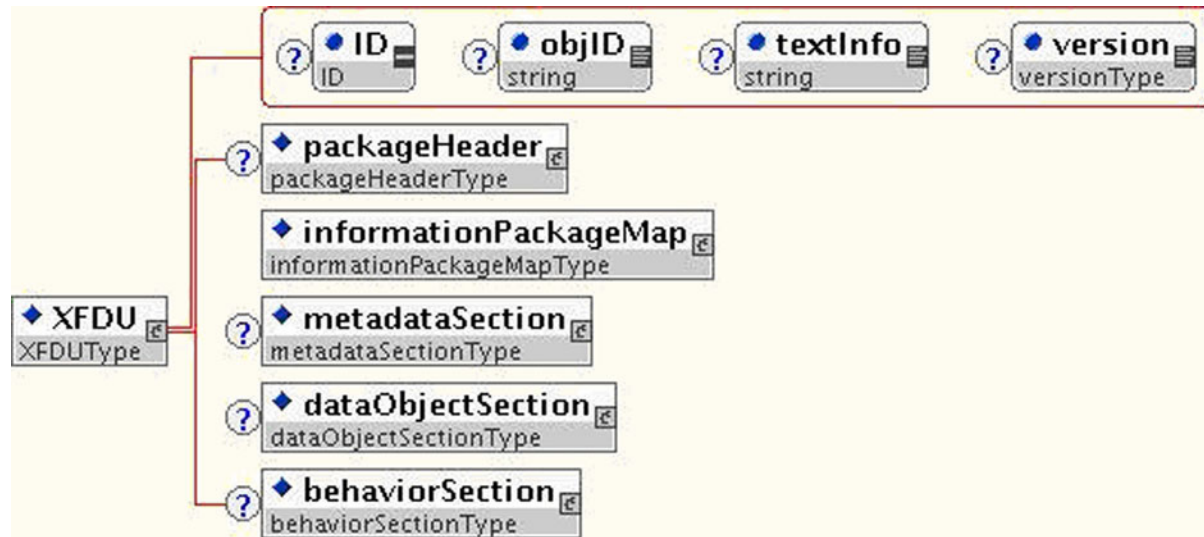 ? ID ? objID ? textInfo ? version
ID string string versionType
? packageHeader
packageHeaderType
informationPackageMap
informationPackageMapType
XFDU
XFDUType
? metadataSection
metadataSectionType
? dataObjectSection
dataObjectSectionType
? behaviorSection
behaviorSectionType